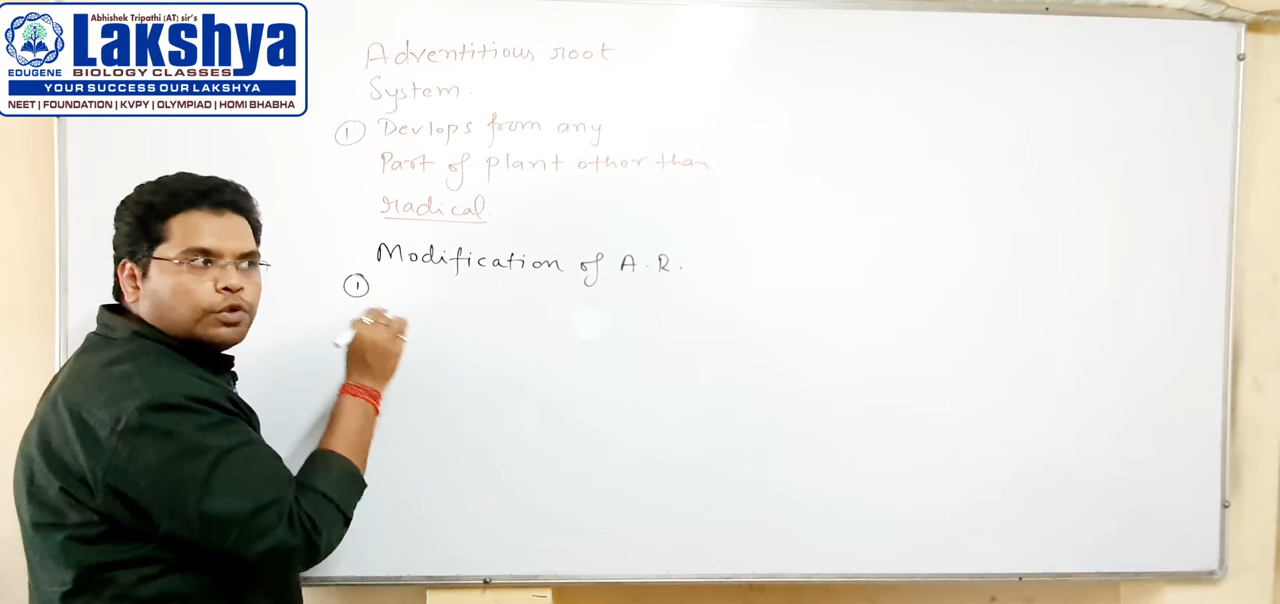 Abhishek Tripathi (AT) sir's
Lakshya
EDUGENE
BIOLOGY CLASSES
YOUR SUCCESS OUR LAKSHYA
NEET | FOUNDATION | KVPY | OLYMPIAD | HOMI BHABHA
Adventitious root
System.
① Devlops from any
Part of plant other than
radical.
Modification of A.R.
①